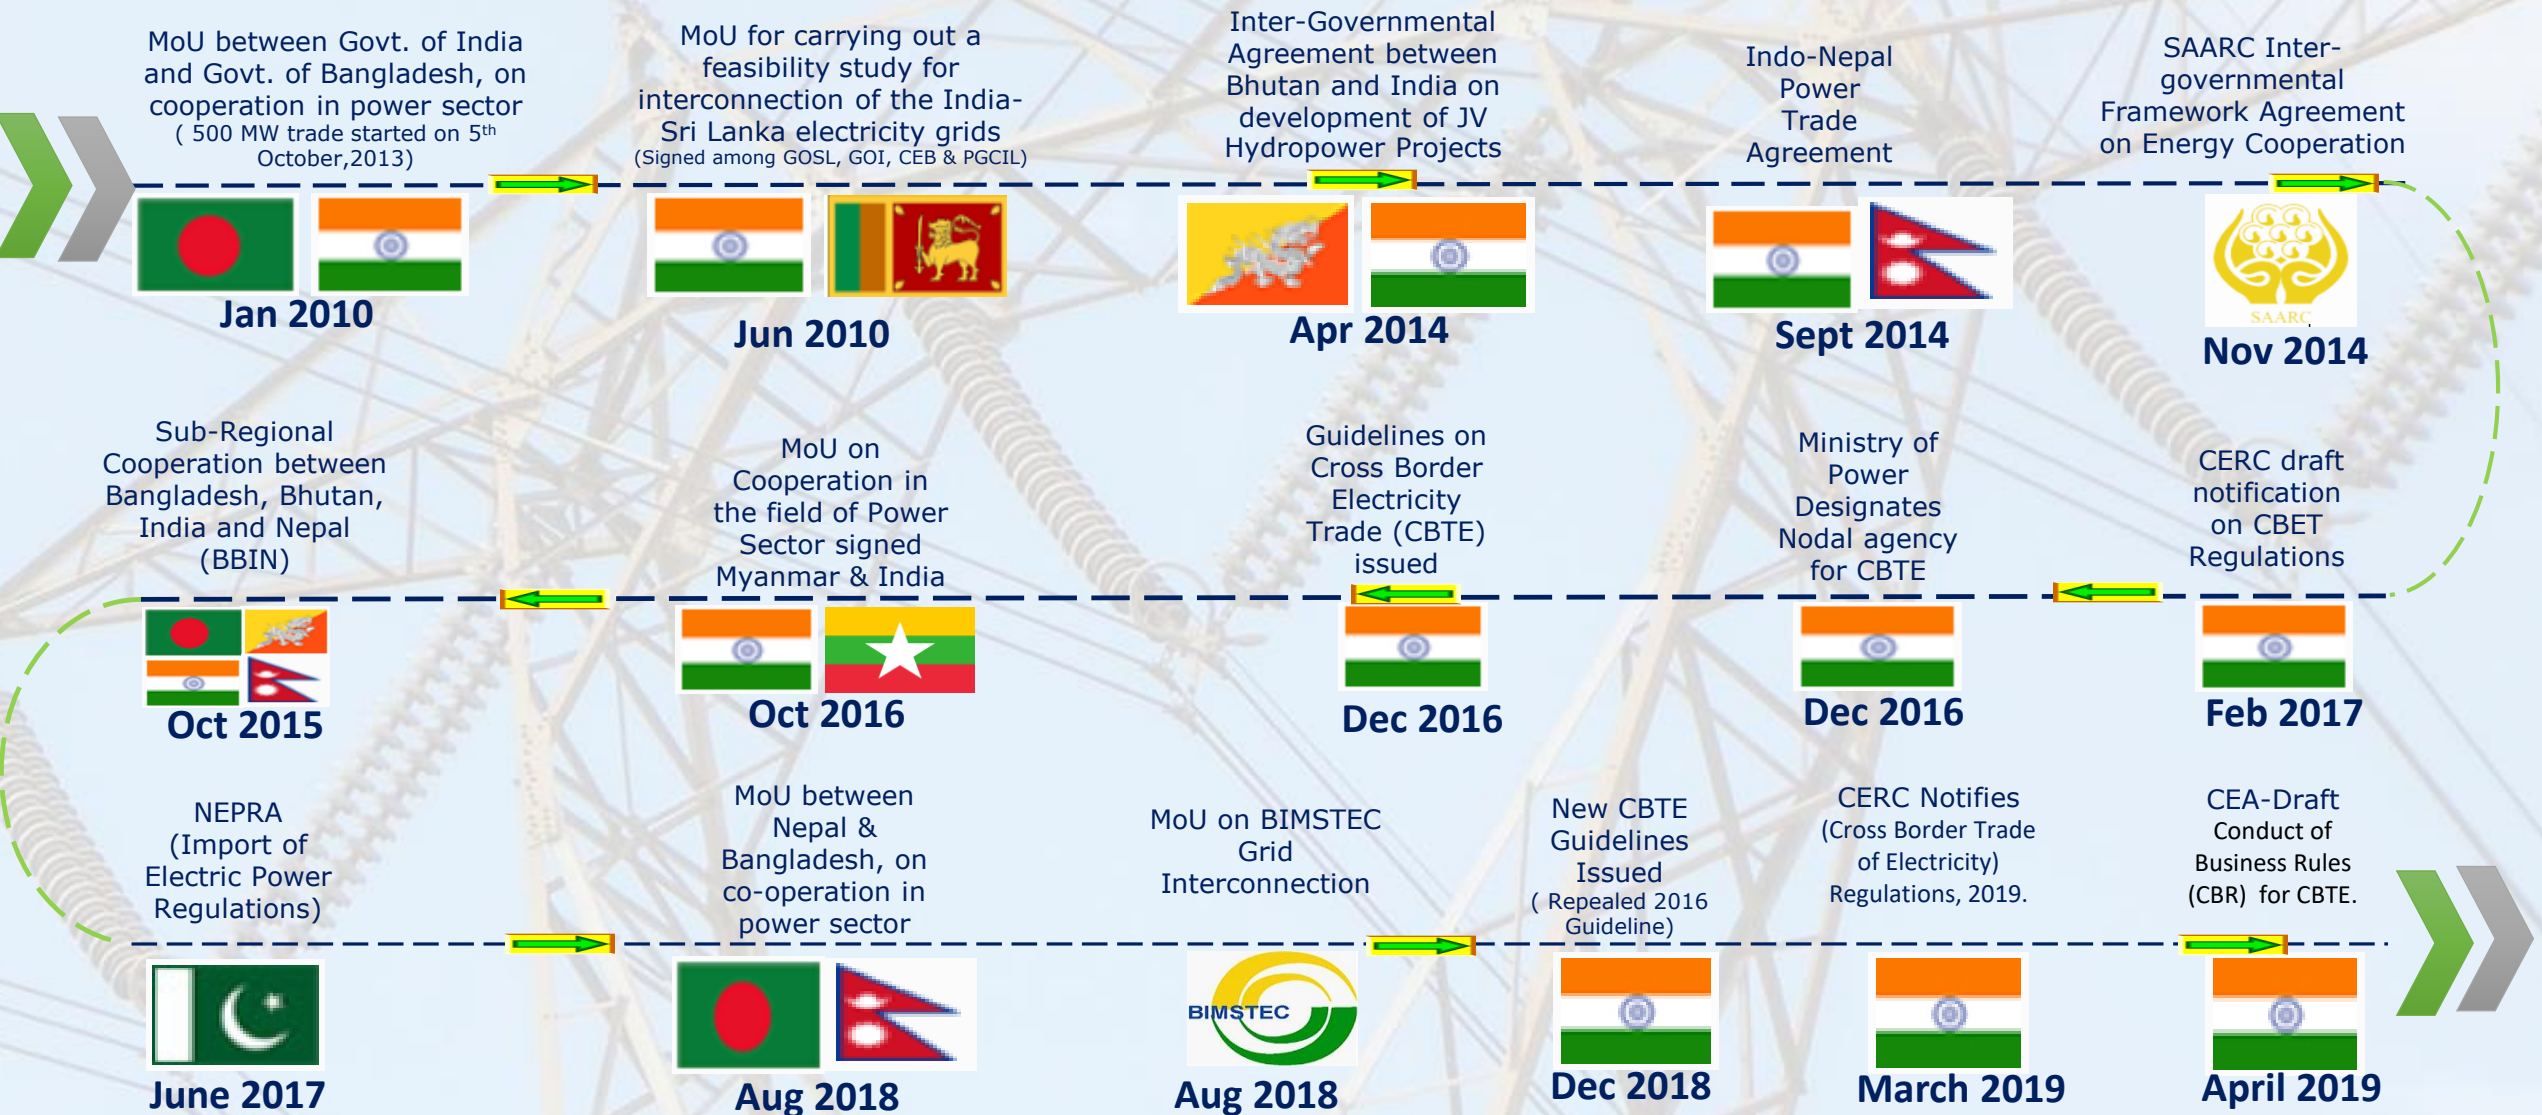 MoU between Govt. of India
and Govt. of Bangladesh, on
cooperation in power sector
( 500 MW trade started on 5th
October,2013)
Jan 2010
MoU for carrying out a
feasibility study for
interconnection of the India-
Sri Lanka electricity grids
(Signed among GOSL, GOI, CEB & PGCIL)
Jun 2010
Inter-Governmental
Agreement between
Bhutan and India on
development of JV
Hydropower Projects
Apr 2014
Indo-Nepal
Power
Trade
Agreement
Sept 2014
SAARC Inter-
governmental
Framework Agreement
on Energy Cooperation
SAARC
Nov 2014
Sub-Regional
Cooperation between
Bangladesh, Bhutan,
India and Nepal
(BBIN)
Oct 2015
MoU on
Cooperation in
the field of Power
Sector signed
Myanmar & India
Oct 2016
Guidelines on
Cross Border
Electricity
Trade (CBTE)
issued
Dec 2016
Ministry of
Power
Designates
Nodal agency
for CBTE
Dec 2016
CERC draft
notification
on CBET
Regulations
Feb 2017
NEPRA
(Import of
Electric Power
Regulations)
June 2017
MoU between
Nepal &
Bangladesh, on
co-operation in
power sector
Aug 2018
MoU on BIMSTEC
Grid
Interconnection
BIMSTEC
Aug 2018
New CBTE
Guidelines
Issued
( Repealed 2016
Guideline)
Dec 2018
CERC Notifies
(Cross Border Trade
of Electricity)
Regulations, 2019.
March 2019
CEA-Draft
Conduct of
Business Rules
(CBR) for CBTE.
April 2019